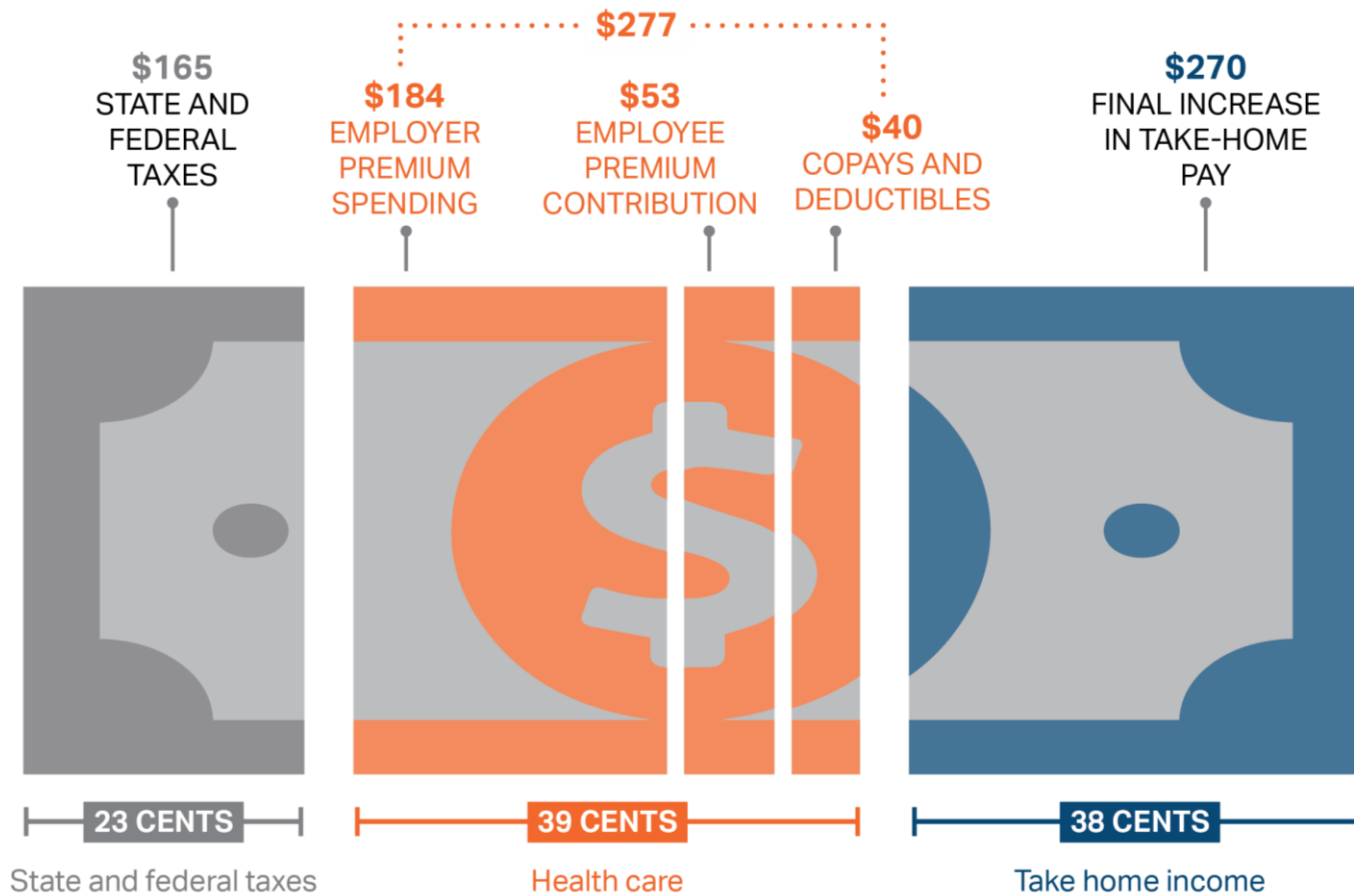 $277
$165
STATE AND
FEDERAL
TAXES
$184
EMPLOYER
PREMIUM
SPENDING
$53
EMPLOYEE
PREMIUM
CONTRIBUTION
$40
COPAYS AND
DEDUCTIBLES
$270
FINAL INCREASE
IN TAKE-HOME
PAY
$
23 CENTS
State and federal taxes
39 CENTS
Health care
38 CENTS
Take home income